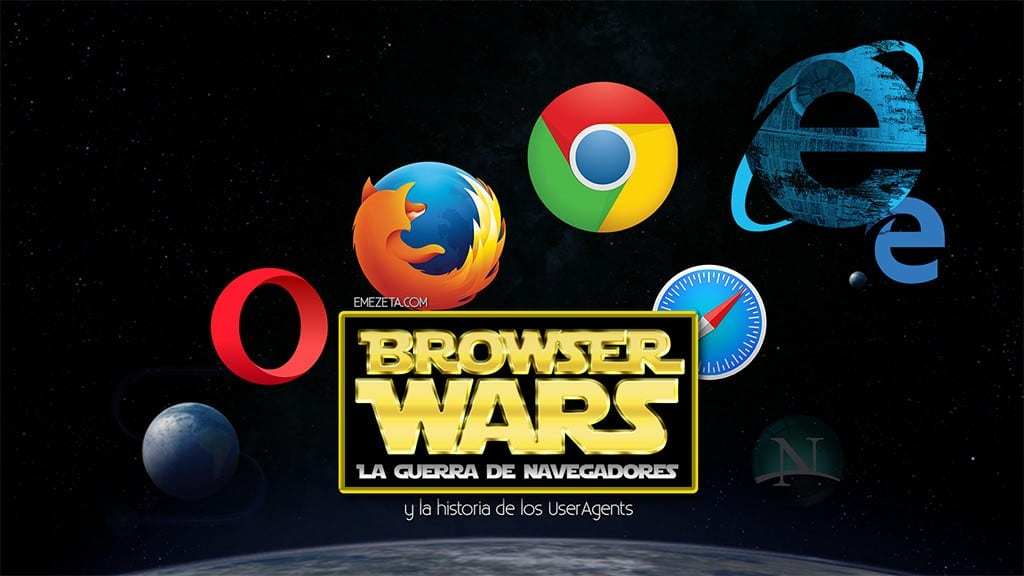 EMEZETA.COM
BROWSER
WARS
LA GUERRA DE NAVEGADORES
y la historia de los UserAgents
N